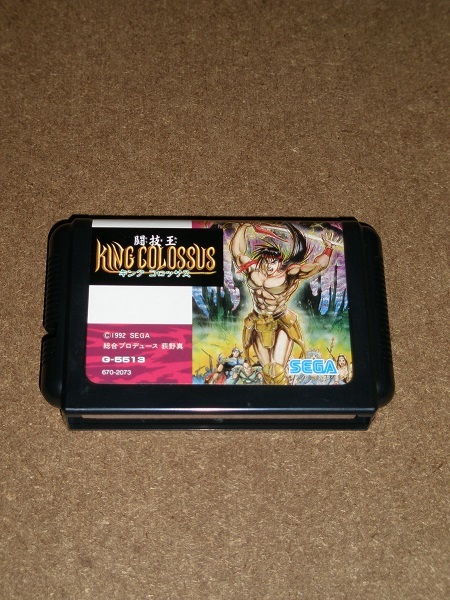 闘技王
KING COLOSSUS
キング コロッサス
©1992 SEGA
総合プロデュース 萩野真
G-5513
670-2073
SEGA